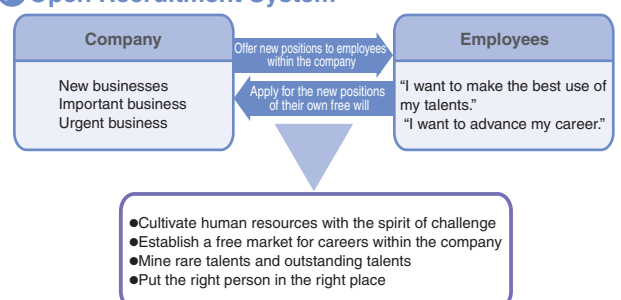 Open Recruitment System
Company
New businesses
Important business
Urgent business
Offer new positions to employees
within the company
Apply for the new positions
of their own free will
Employees
“I want to make the best use of
my talents.”
“I want to advance my career.”
●Cultivate human resources with the spirit of challenge
●Establish a free market for careers within the company
●Mine rare talents and outstanding talents
●Put the right person in the right place